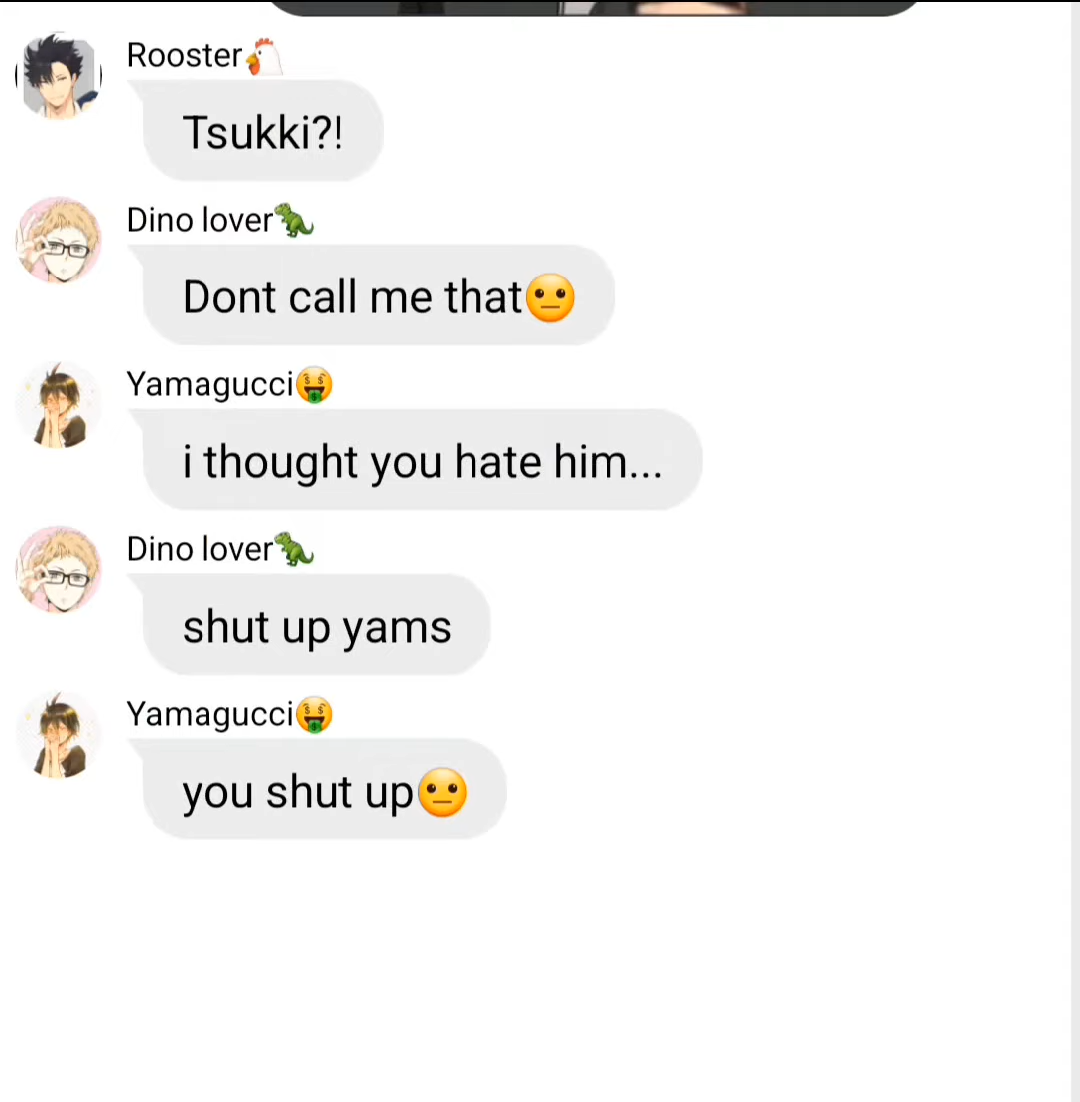 Rooster🐔
Tsukki?!
Dino lover🦖
Dont call me that😐
Yamagucci🤑
i thought you hate him...
Dino lover🦖
shut up yams
Yamagucci🤑
you shut up😐